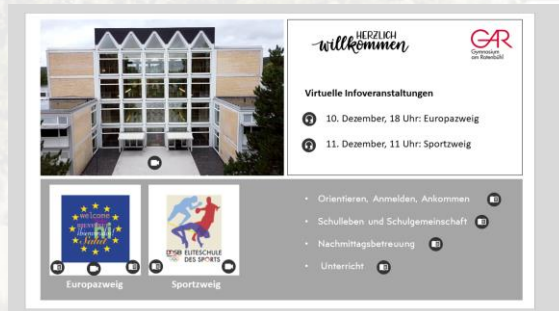 HERZLICH
willkommen
GAR
Gymnasium
am Rotenbühl
Virtuelle Infoveranstaltungen
10. Dezember, 18 Uhr: Europazweig
11. Dezember, 11 Uhr: Sportzweig
welcome
Salut
ELITESCHULE
DES SPORTS
Europazweig
Sportzweig
• Orientieren, Anmelden, Ankommen
• Schulleben und Schulgemeinschaft
• Nachmittagsbetreuung
• Unterricht